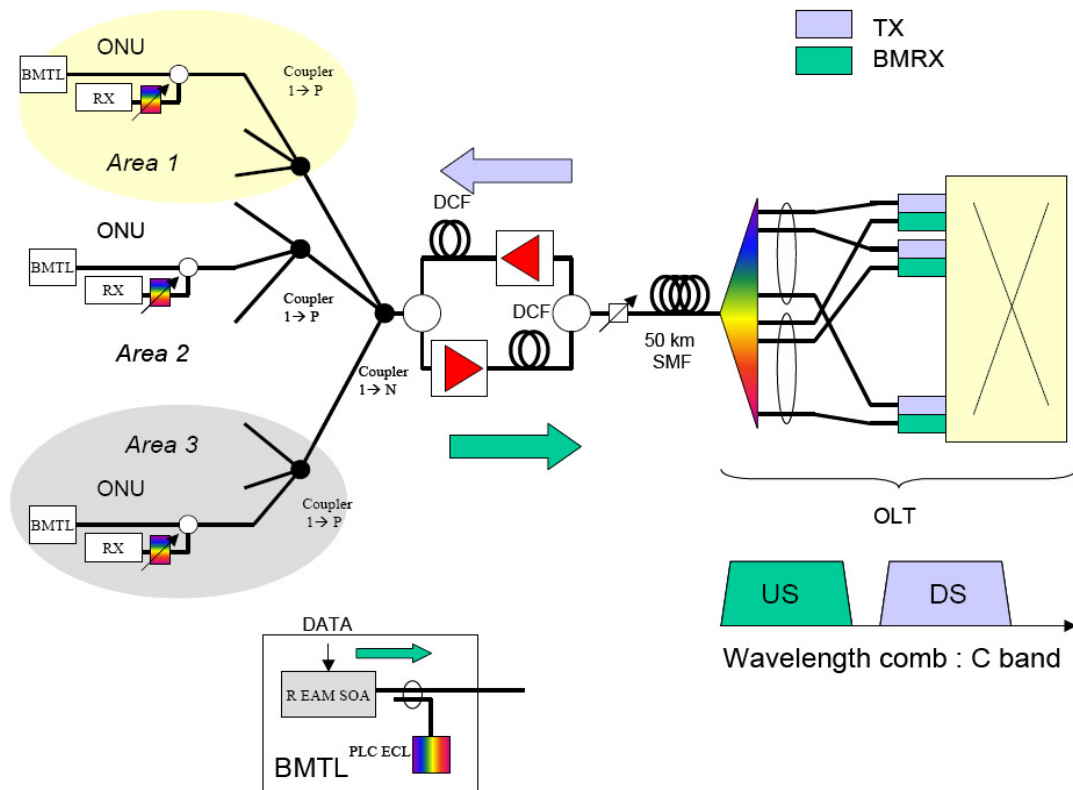 TX
BMRX
ONU
BMTL
RX
Coupler
1→ P
Area 1
DCF
ONU
BMTL
RX
Coupler
1→ P
Area 2
DCF
50 km
SMF
Coupler
1→ N
Area 3
ONU
BMTL
RX
Coupler
1→ P
OLT
US
DS
Wavelength comb : C band
DATA
R EAM SOA
PLC ECL
BMTL